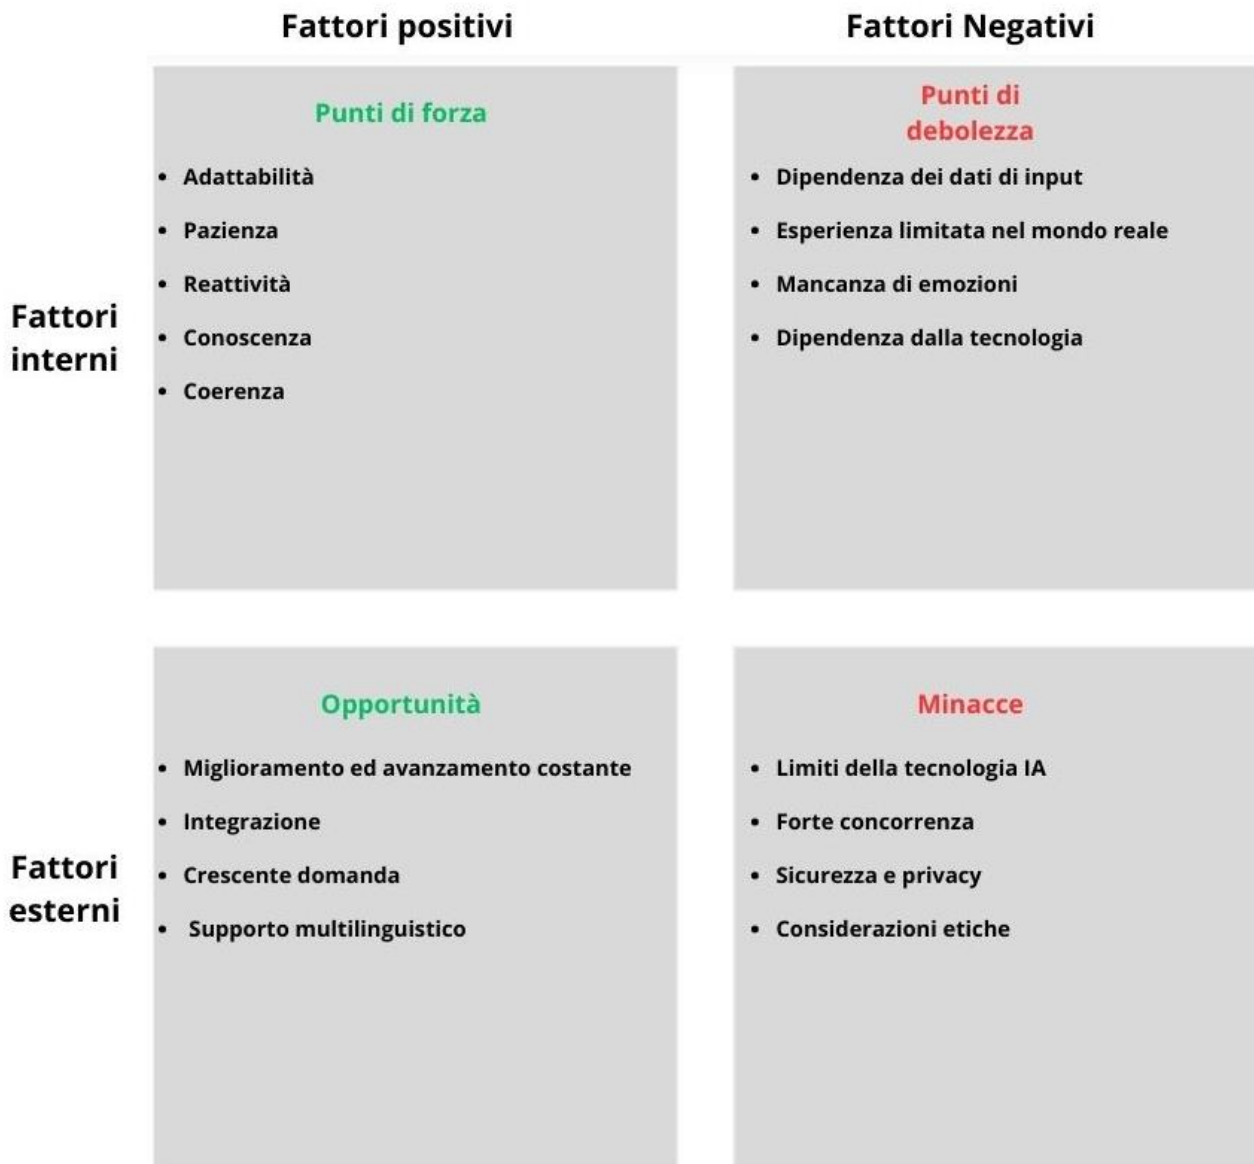 Fattori positivi
Fattori Negativi
Fattori
interni
Punti di forza
• Adattabilità
• Pazienza
• Reattività
• Conoscenza
• Coerenza
Punti di
debolezza
• Dipendenza dei dati di input
• Esperienza limitata nel mondo reale
• Mancanza di emozioni
• Dipendenza dalla tecnologia
Fattori
esterni
Opportunità
• Miglioramento ed avanzamento costante
• Integrazione
• Crescente domanda
• Supporto multilinguistico
Minacce
• Limiti della tecnologia IA
• Forte concorrenza
• Sicurezza e privacy
• Considerazioni etiche